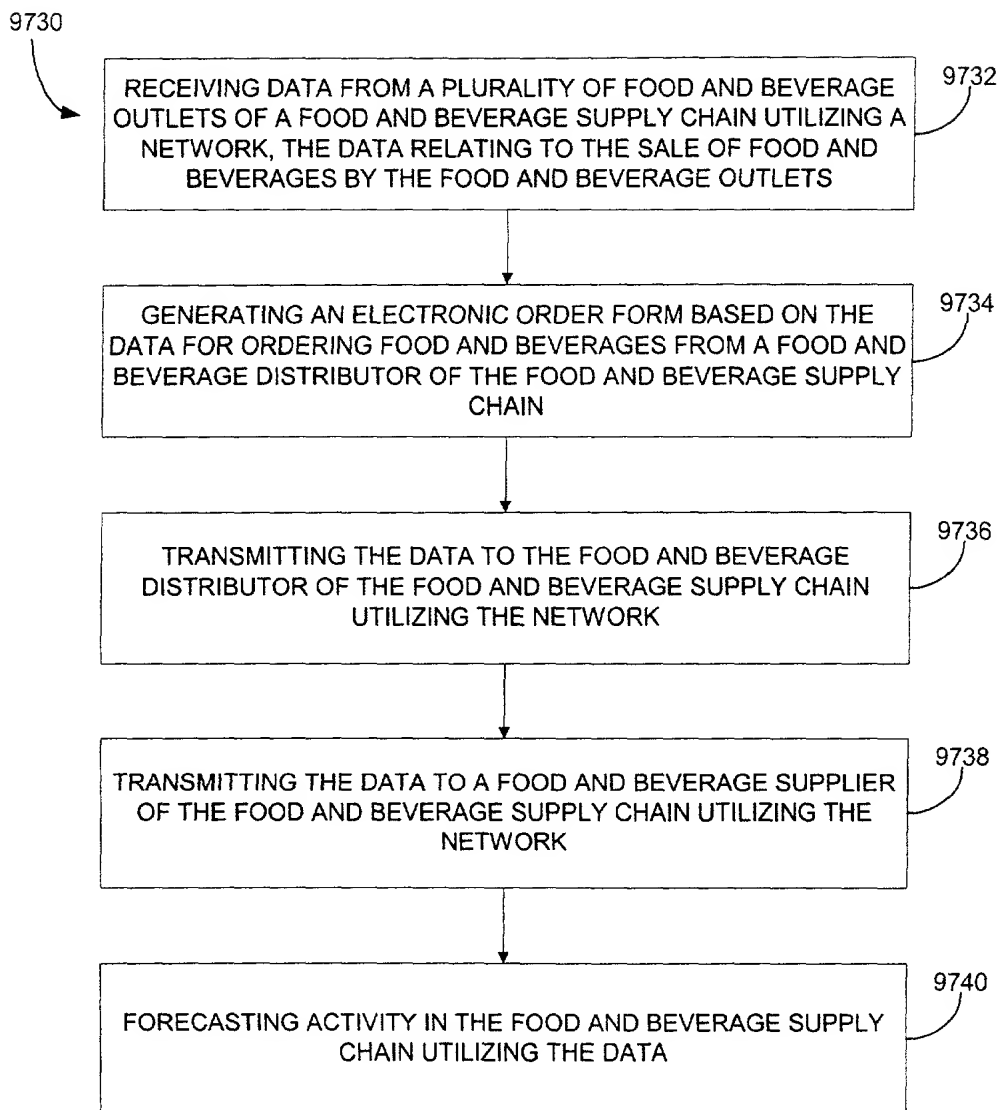 9730
RECEIVING DATA FROM A PLURALITY OF FOOD AND BEVERAGE
OUTLETS OF A FOOD AND BEVERAGE SUPPLY CHAIN UTILIZING A
NETWORK, THE DATA RELATING TO THE SALE OF FOOD AND
BEVERAGES BY THE FOOD AND BEVERAGE OUTLETS
9732
GENERATING AN ELECTRONIC ORDER FORM BASED ON THE
DATA FOR ORDERING FOOD AND BEVERAGES FROM A FOOD AND
BEVERAGE DISTRIBUTOR OF THE FOOD AND BEVERAGE SUPPLY
CHAIN
9734
TRANSMITTING THE DATA TO THE FOOD AND BEVERAGE
DISTRIBUTOR OF THE FOOD AND BEVERAGE SUPPLY CHAIN
UTILIZING THE NETWORK
9736
TRANSMITTING THE DATA TO A FOOD AND BEVERAGE SUPPLIER
OF THE FOOD AND BEVERAGE SUPPLY CHAIN UTILIZING THE
NETWORK
9738
FORECASTING ACTIVITY IN THE FOOD AND BEVERAGE SUPPLY
CHAIN UTILIZING THE DATA
9740